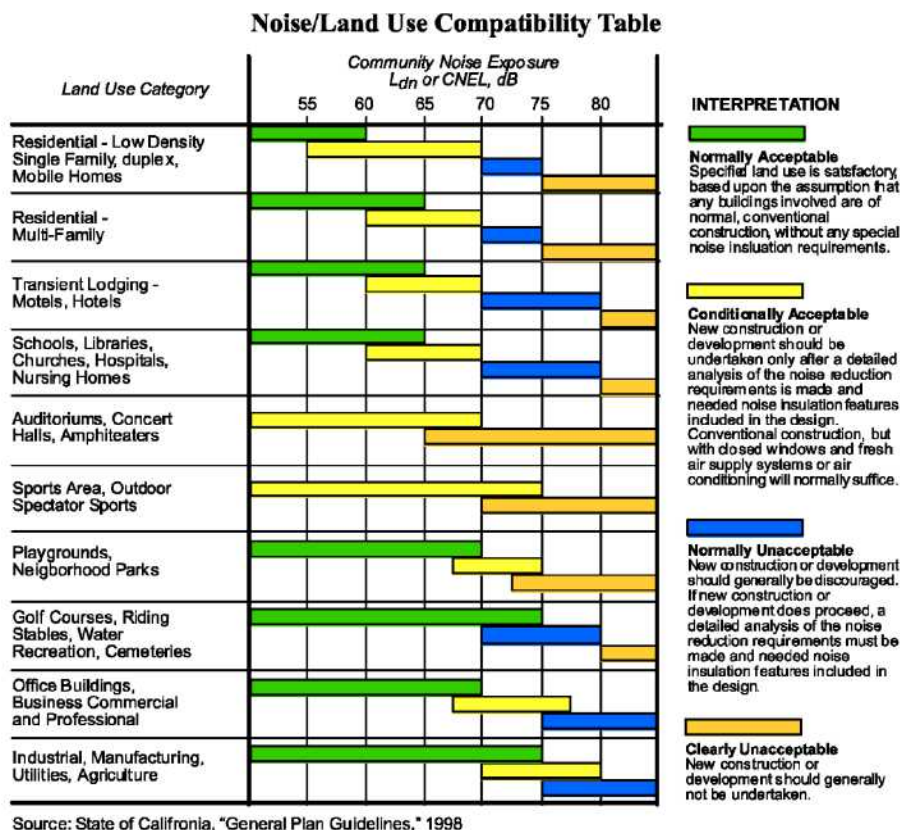 Noise/Land Use Compatibility Table
Land Use Category
Community Noise Exposure
Ldn or CNEL, dB
55 60 65 70 75 80
Residential - Low Density
Single Family, duplex,
Mobile Homes
Residential -
Multi-Family
Transient Lodging -
Motels, Hotels
Schools, Libraries,
Churches, Hospitals,
Nursing Homes
Auditoriums, Concert
Halls, Amphiteaters
Sports Area, Outdoor
Spectator Sports
Playgrounds,
Neigborhood Parks
Golf Courses, Riding
Stables, Water
Recreation, Cemeteries
Office Buildings,
Business Commercial
and Professional
Industrial, Manufacturing,
Utilities, Agriculture
Source: State of Califronia, "General Plan Guidelines," 1998
INTERPRETATION
Normally Acceptable
Specified land use is satisfactory,
based upon the assumption that
any buildings involved are of
normal, conventional
construction, without any special
noise insluation requirements.
Conditionally Acceptable
New construction or
development should be
undertaken only after a detailed
analysis of the noise reduction
requirements is made and
needed noise insulation features
included in the design.
Conventional construction, but
with closed windows and fresh
air supply systems or air
conditioning will normally suffice.
Normally Unacceptable
New construction or development
should generally be discouraged.
If new construction or
development does proceed, a
detailed analysis of the noise
reduction requirements must be
made and needed noise
insulation features included in
the design.
Clearly Unacceptable
New construction or
development should generally
not be undertaken.